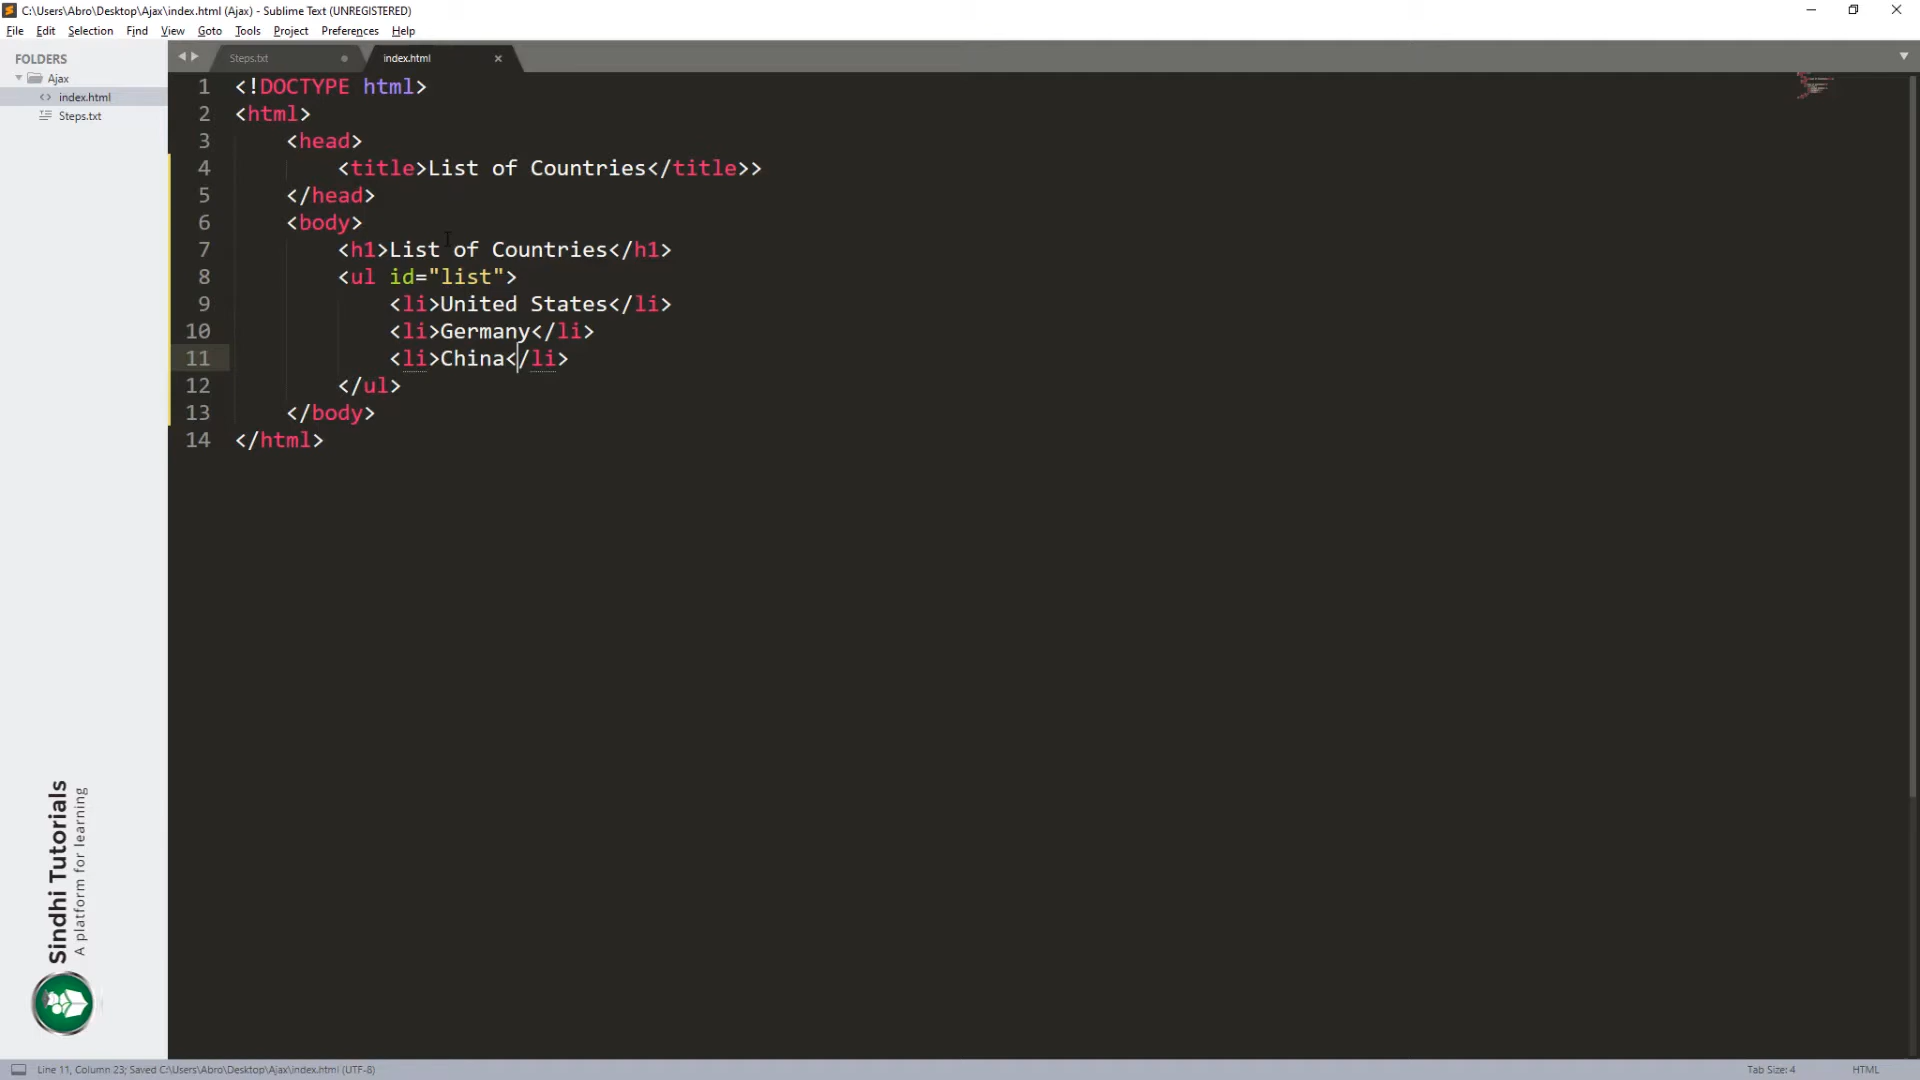 C:\Users\Abro\Desktop\Ajax\index.html (Ajax) - Sublime Text (UNREGISTERED)
File Edit Selection Find View Goto Tools Project Preferences Help
FOLDERS
Ajax
index.html
Steps.txt
Steps.txt index.html
1 <!DOCTYPE html>
2 <html>
3 <head>
4 <title>List of Countries</title>>
5 </head>
6 <body>
7 <h1>List of Countries</h1>
8 <ul id="list">
9 <li>United States</li>
10 <li>Germany</li>
11 <li>China</li>
12 </ul>
13 </body>
14 </html>
Sindhi Tutorials
A platform for learning
Line 11, Column 23; Saved C:\Users\Abro\Desktop\Ajax\index.html (UTF-8) Tab Size: 4 HTML